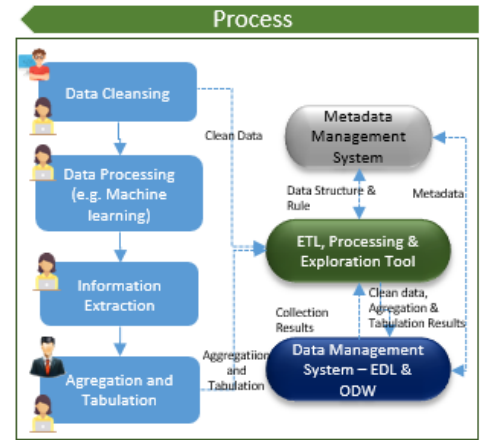 Process
Data Cleansing
Clean Data
Data Processing
(e.g. Machine
learning)
Information
Extraction
Agregation and
Tabulation
Aggregatiion
and
Tabulation
Metadata
Management
System
Data Structure &
Rule
Metadata
ETL, Processing &
Exploration Tool
Collection
Results
Clean data,
Agregation &
Tabulation Results
Data Management
System – EDL &
ODW